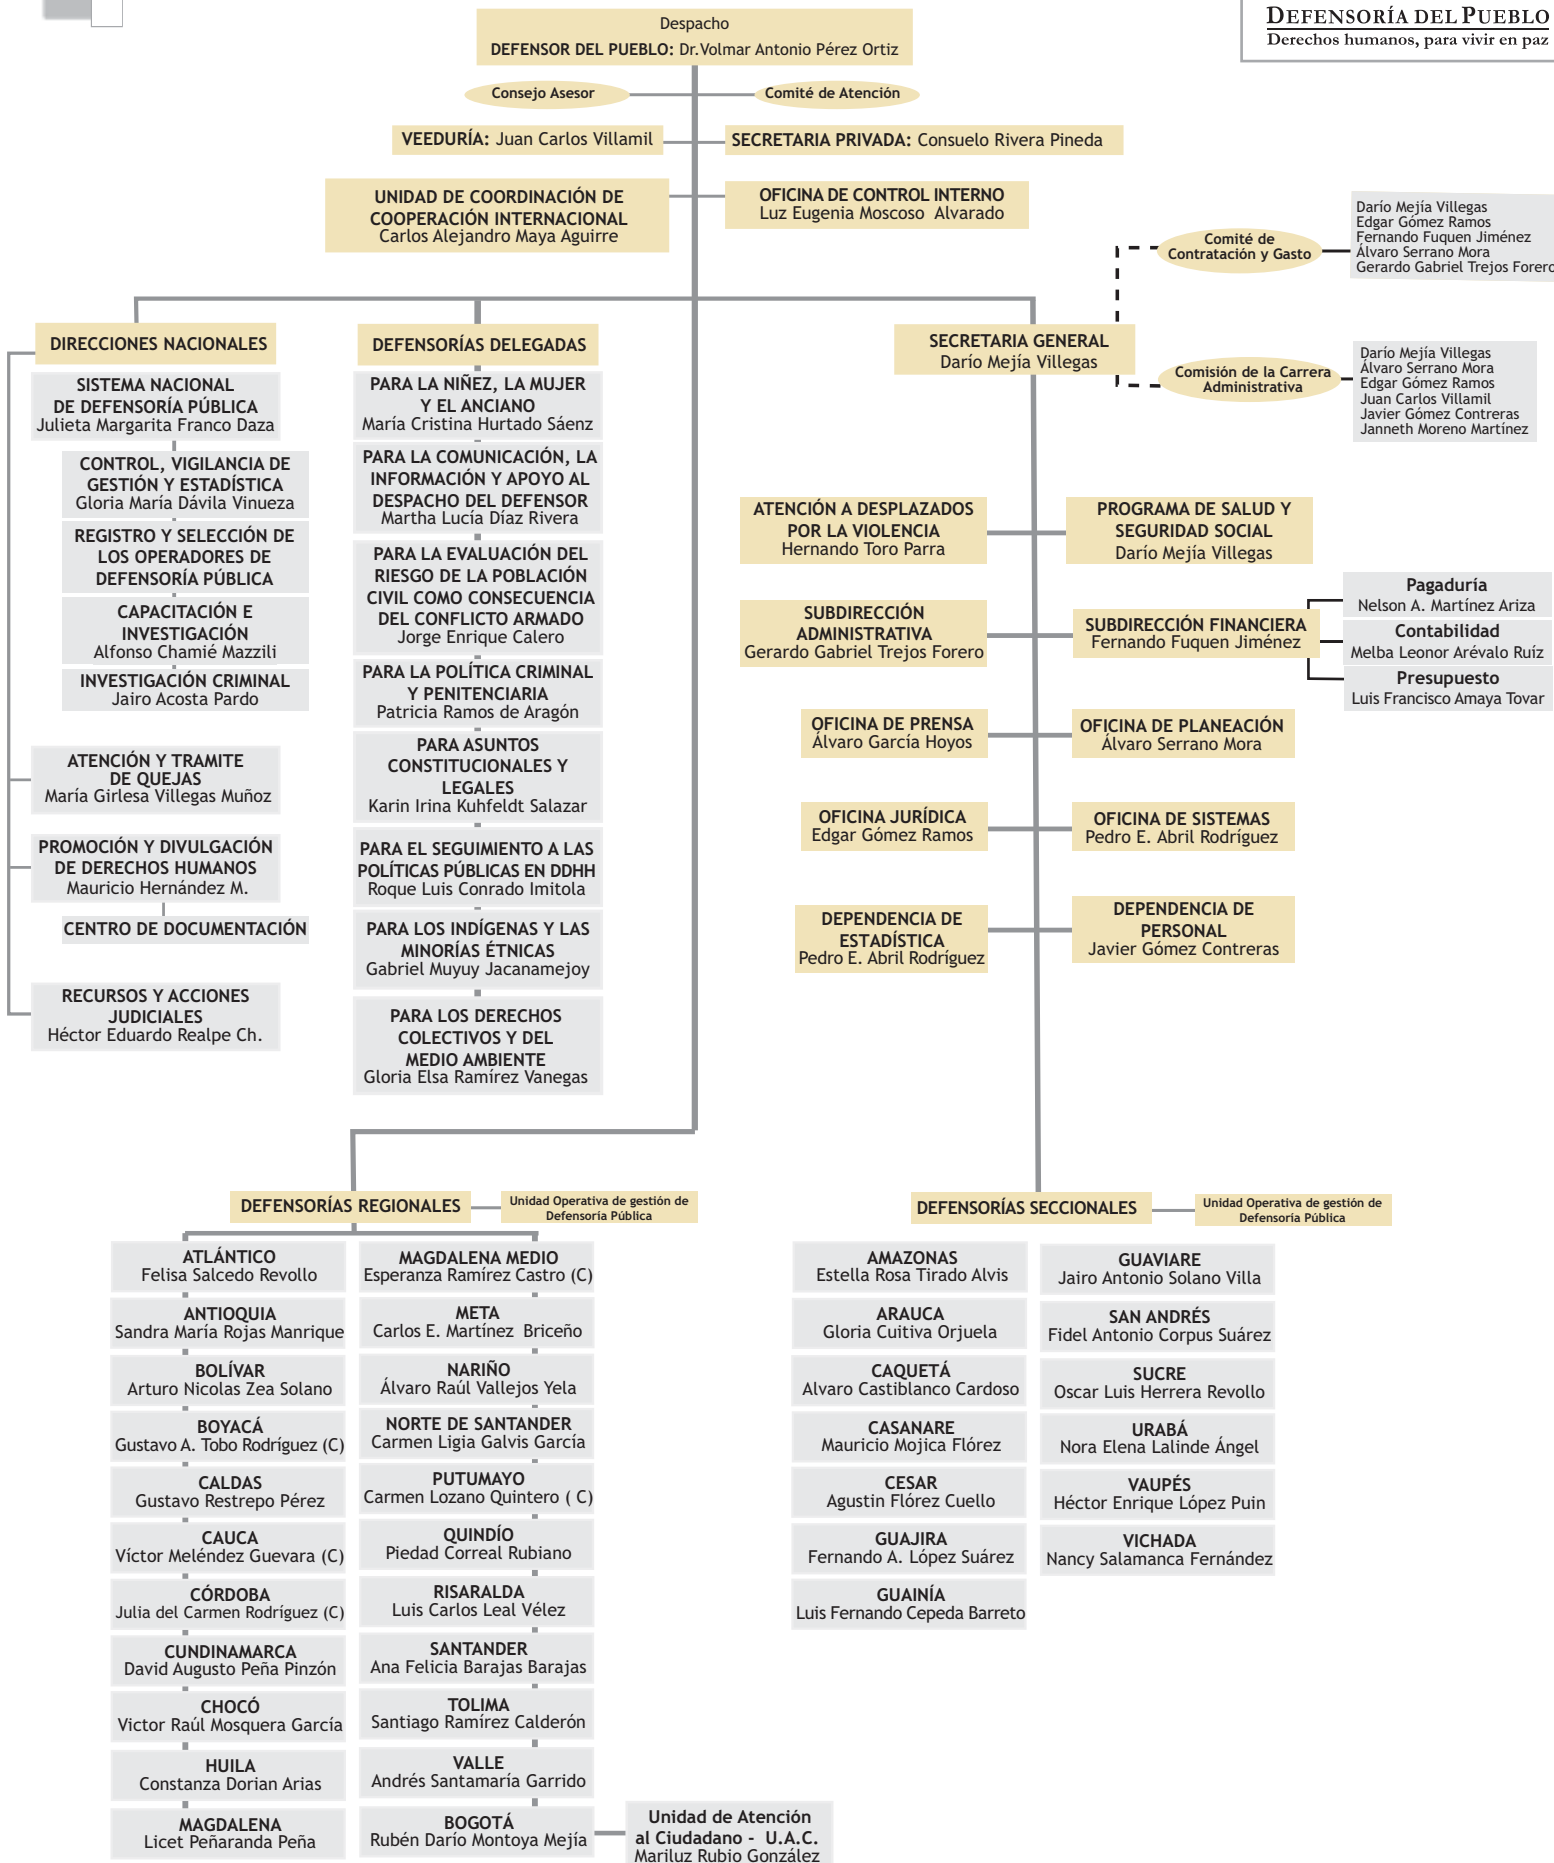 DEFENSORÍA DEL PUEBLO
Derechos humanos, para vivir en paz
Despacho
DEFENSOR DEL PUEBLO: Dr.Volmar Antonio Pérez Ortiz
Consejo Asesor
Comité de Atención
VEEDURÍA: Juan Carlos Villamil
SECRETARIA PRIVADA: Consuelo Rivera Pineda
UNIDAD DE COORDINACIÓN DE
COOPERACIÓN INTERNACIONAL
Carlos Alejandro Maya Aguirre
OFICINA DE CONTROL INTERNO
Luz Eugenia Moscoso Alvarado
Comité de
Contratación y Gasto
Darío Mejía Villegas
Edgar Gómez Ramos
Fernando Fuquen Jiménez
Álvaro Serrano Mora
Gerardo Gabriel Trejos Forero
DIRECCIONES NACIONALES
SISTEMA NACIONAL
DE DEFENSORÍA PÚBLICA
Julieta Margarita Franco Daza
CONTROL, VIGILANCIA DE
GESTIÓN Y ESTADÍSTICA
Gloria María Dávila Vinueza
REGISTRO Y SELECCIÓN DE
LOS OPERADORES DE
DEFENSORÍA PÚBLICA
CAPACITACIÓN E
INVESTIGACIÓN
Alfonso Chamié Mazzili
INVESTIGACIÓN CRIMINAL
Jairo Acosta Pardo
ATENCIÓN Y TRAMITE
DE QUEJAS
María Girlesa Villegas Muñoz
PROMOCIÓN Y DIVULGACIÓN
DE DERECHOS HUMANOS
Mauricio Hernández M.
CENTRO DE DOCUMENTACIÓN
RECURSOS Y ACCIONES
JUDICIALES
Héctor Eduardo Realpe Ch.
DEFENSORÍAS DELEGADAS
PARA LA NIÑEZ, LA MUJER
Y EL ANCIANO
María Cristina Hurtado Sáenz
PARA LA COMUNICACIÓN, LA
INFORMACIÓN Y APOYO AL
DESPACHO DEL DEFENSOR
Martha Lucía Díaz Rivera
PARA LA EVALUACIÓN DEL
RIESGO DE LA POBLACIÓN
CIVIL COMO CONSECUENCIA
DEL CONFLICTO ARMADO
Jorge Enrique Calero
PARA LA POLÍTICA CRIMINAL
Y PENITENCIARIA
Patricia Ramos de Aragón
PARA ASUNTOS
CONSTITUCIONALES Y
LEGALES
Karin Irina Kuhfeldt Salazar
PARA EL SEGUIMIENTO A LAS
POLÍTICAS PÚBLICAS EN DDHH
Roque Luis Conrado Imitola
PARA LOS INDÍGENAS Y LAS
MINORÍAS ÉTNICAS
Gabriel Muyuy Jacanamejoy
PARA LOS DERECHOS
COLECTIVOS Y DEL
MEDIO AMBIENTE
Gloria Elsa Ramírez Vanegas
SECRETARIA GENERAL
Darío Mejía Villegas
Comisión de la Carrera
Administrativa
Darío Mejía Villegas
Álvaro Serrano Mora
Edgar Gómez Ramos
Juan Carlos Villamil
Javier Gómez Contreras
Janneth Moreno Martínez
ATENCIÓN A DESPLAZADOS
POR LA VIOLENCIA
Hernando Toro Parra
PROGRAMA DE SALUD Y
SEGURIDAD SOCIAL
Darío Mejía Villegas
SUBDIRECCIÓN
ADMINISTRATIVA
Gerardo Gabriel Trejos Forero
SUBDIRECCIÓN FINANCIERA
Fernando Fuquen Jiménez
Pagaduría
Nelson A. Martínez Ariza
Contabilidad
Melba Leonor Arévalo Ruíz
Presupuesto
Luis Francisco Amaya Tovar
OFICINA DE PRENSA
Álvaro García Hoyos
OFICINA DE PLANEACIÓN
Álvaro Serrano Mora
OFICINA JURÍDICA
Edgar Gómez Ramos
OFICINA DE SISTEMAS
Pedro E. Abril Rodríguez
DEPENDENCIA DE
ESTADÍSTICA
Pedro E. Abril Rodríguez
DEPENDENCIA DE
PERSONAL
Javier Gómez Contreras
DEFENSORÍAS REGIONALES
Unidad Operativa de gestión de
Defensoria Pública
ATLÁNTICO
Felisa Salcedo Revollo
ANTIOQUIA
Sandra María Rojas Manrique
BOLÍVAR
Arturo Nicolas Zea Solano
BOYACÁ
Gustavo A. Tobo Rodríguez (C)
CALDAS
Gustavo Restrepo Pérez
CAUCA
Víctor Meléndez Guevara (C)
CÓRDOBA
Julia del Carmen Rodríguez (C)
CUNDINAMARCA
David Augusto Peña Pinzón
CHOCÓ
Victor Raúl Mosquera García
HUILA
Constanza Dorian Arias
MAGDALENA
Licet Peñaranda Peña
MAGDALENA MEDIO
Esperanza Ramírez Castro (C)
META
Carlos E. Martínez Briceño
NARIÑO
Álvaro Raúl Vallejos Yela
NORTE DE SANTANDER
Carmen Ligia Galvis García
PUTUMAYO
Carmen Lozano Quintero ( C)
QUINDÍO
Piedad Correal Rubiano
RISARALDA
Luis Carlos Leal Vélez
SANTANDER
Ana Felicia Barajas Barajas
TOLIMA
Santiago Ramírez Calderón
VALLE
Andrés Santamaría Garrido
BOGOTÁ
Rubén Darío Montoya Mejía
Unidad de Atención
al Ciudadano - U.A.C.
Mariluz Rubio González
DEFENSORÍAS SECCIONALES
Unidad Operativa de gestión de
Defensoria Pública
AMAZONAS
Estella Rosa Tirado Alvis
ARAUCA
Gloria Cuitiva Orjuela
CAQUETÁ
Alvaro Castiblanco Cardoso
CASANARE
Mauricio Mojica Flórez
CESAR
Agustin Flórez Cuello
GUAJIRA
Fernando A. López Suárez
GUAINÍA
Luis Fernando Cepeda Barreto
GUAVIARE
Jairo Antonio Solano Villa
SAN ANDRÉS
Fidel Antonio Corpus Suárez
SUCRE
Oscar Luis Herrera Revollo
URABÁ
Nora Elena Lalinde Ángel
VAUPÉS
Héctor Enrique López Puin
VICHADA
Nancy Salamanca Fernández